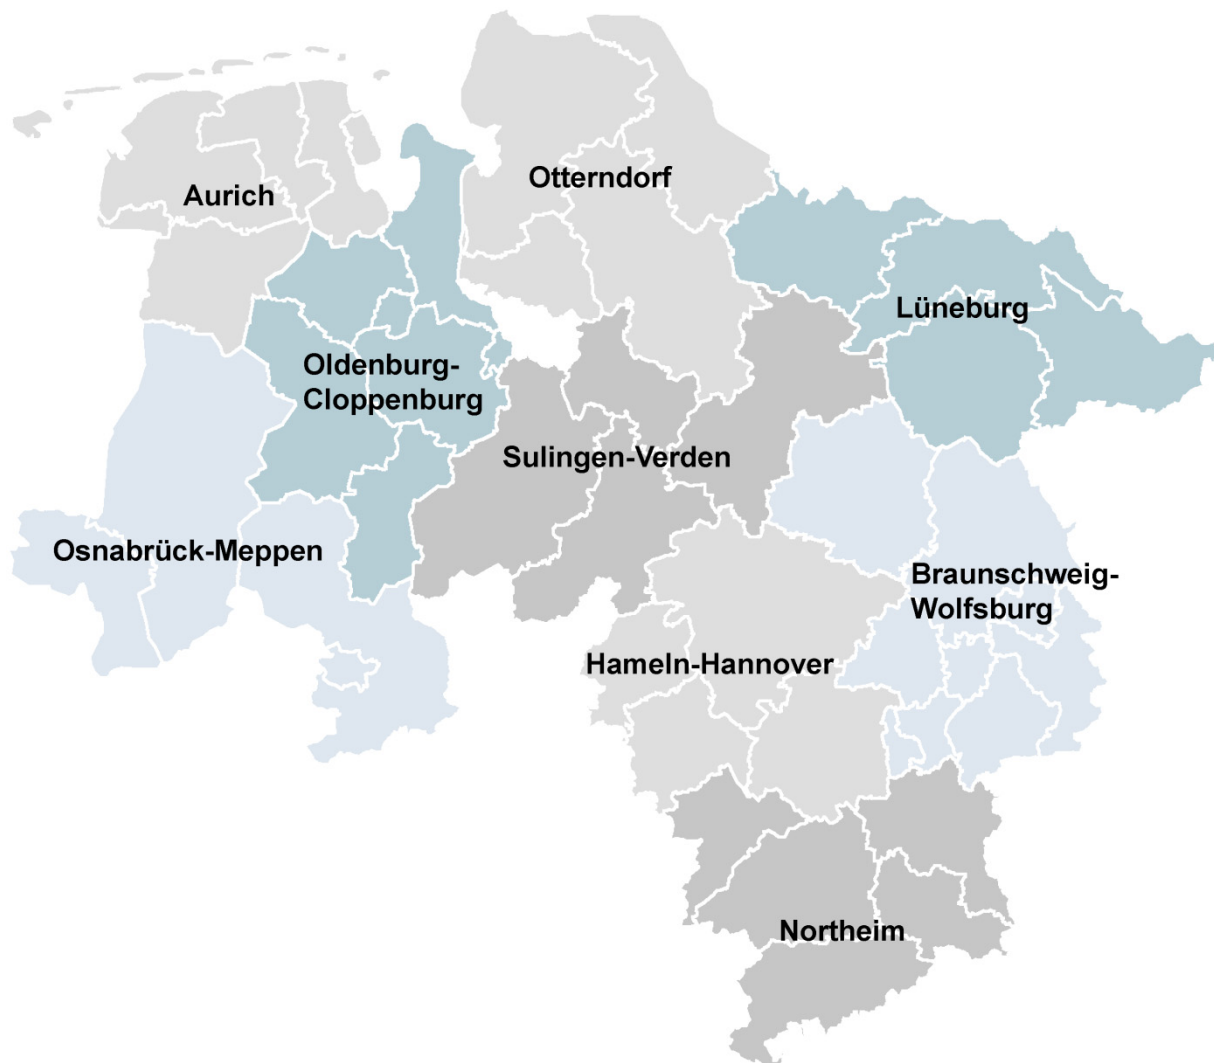 Otterndorf
Aurich
Lüneburg
Oldenburg-
Cloppenburg
Sulingen-Verden
Osnabrück-Meppen
Braunschweig-
Wolfsburg
Hameln-Hannover
Northeim